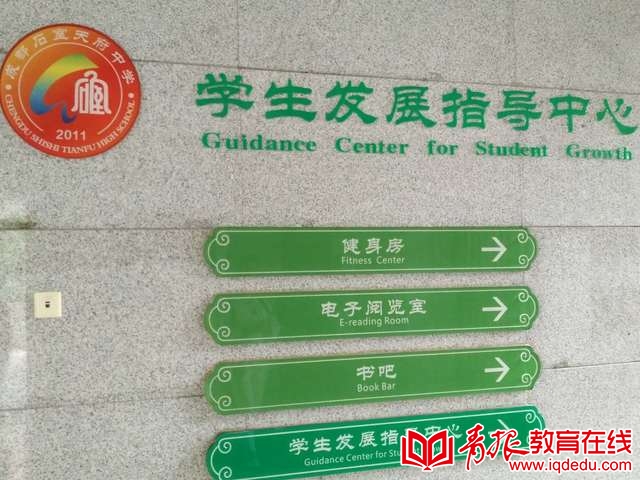 成都石室天府中学
2011
CHENGDU SHISHI TIANFU HIGH SCHOOL
学生发展指导中心
Guidance Center for Student Growth
健身房
Fitness Center
电子阅览室
E-reading Room
书吧
Book Bar
学生发展指导中心
Guidance Center for Stu
青报教育在线
www.iqdedu.com